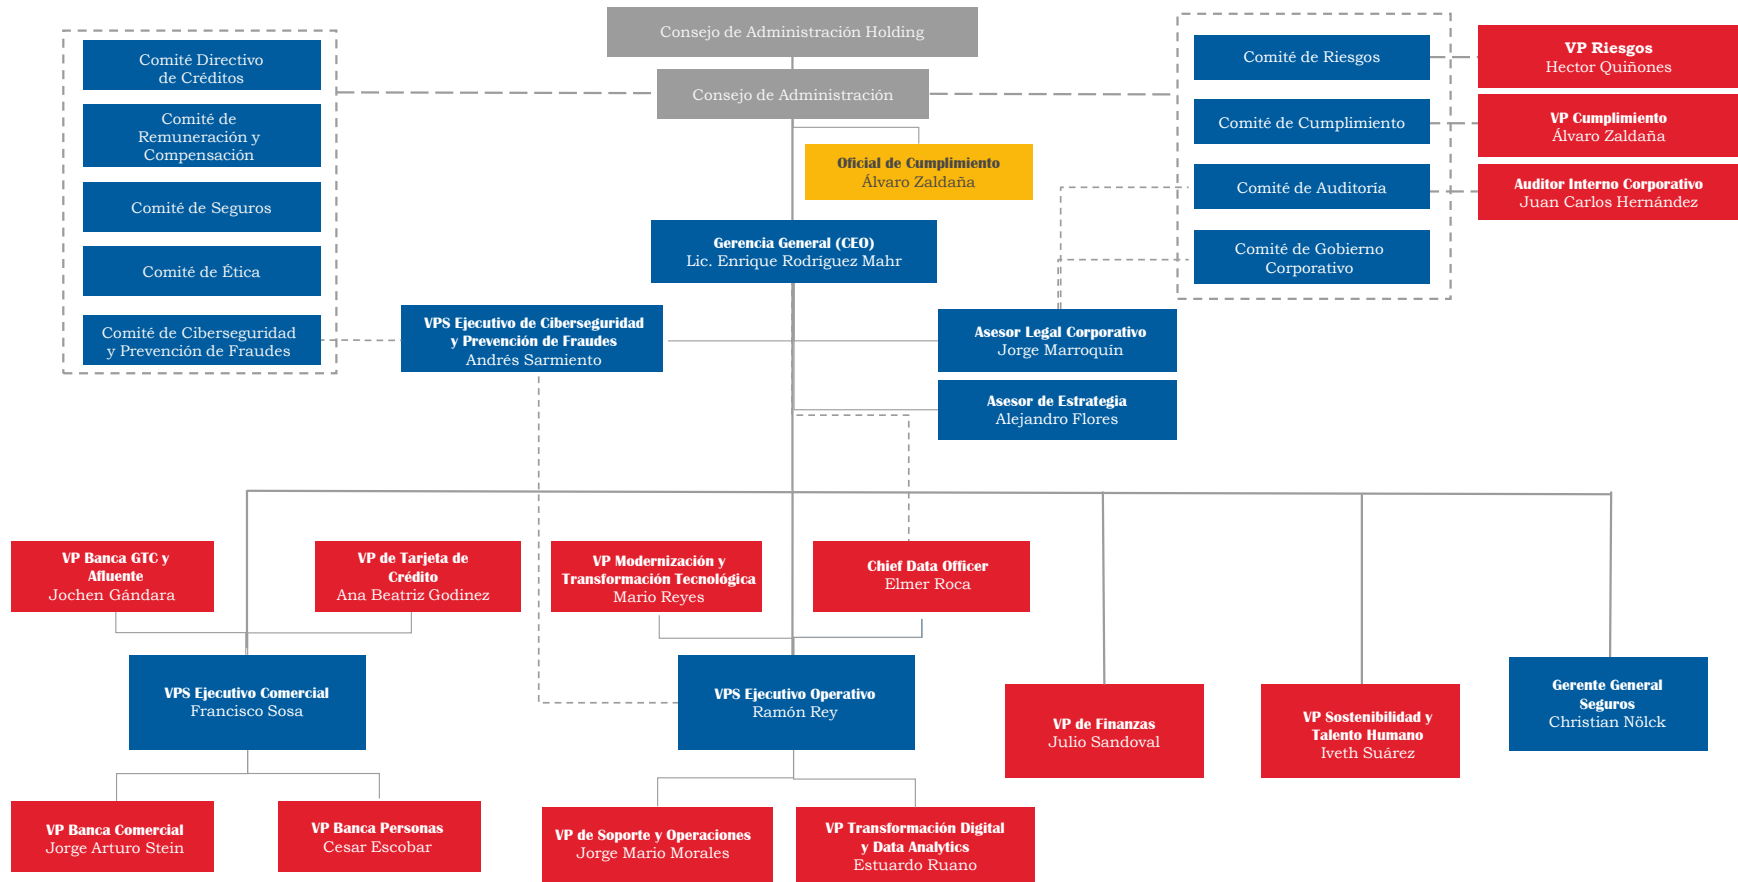 Consejo de Administración Holding
Consejo de Administración
Comité Directivo
de Créditos
Comité de
Remuneración y
Compensación
Comité de Seguros
Comité de Ética
Comité de Ciberseguridad
y Prevención de Fraudes
Comité de Riesgos
Comité de Cumplimiento
Comité de Auditoría
Comité de Gobierno
Corporativo
VP Riesgos
Hector Quiñones
VP Cumplimiento
Álvaro Zaldaña
Auditor Interno Corporativo
Juan Carlos Hernández
Oficial de Cumplimiento
Álvaro Zaldaña
Gerencia General (CEO)
Lic. Enrique Rodríguez Mahr
VPS Ejecutivo de Ciberseguridad
y Prevención de Fraudes
Andrés Sarmiento
Asesor Legal Corporativo
Jorge Marroquín
Asesor de Estrategia
Alejandro Flores
VP Banca GTC y
Afluente
Jochen Gándara
VP de Tarjeta de
Crédito
Ana Beatriz Godinez
VP Modernización y
Transformación Tecnológica
Mario Reyes
Chief Data Officer
Elmer Roca
VPS Ejecutivo Comercial
Francisco Sosa
VPS Ejecutivo Operativo
Ramón Rey
VP de Finanzas
Julio Sandoval
VP Sostenibilidad y
Talento Humano
Iveth Suárez
Gerente General
Seguros
Christian Nölck
VP Banca Comercial
Jorge Arturo Stein
VP Banca Personas
Cesar Escobar
VP de Soporte y Operaciones
Jorge Mario Morales
VP Transformación Digital
y Data Analytics
Estuardo Ruano